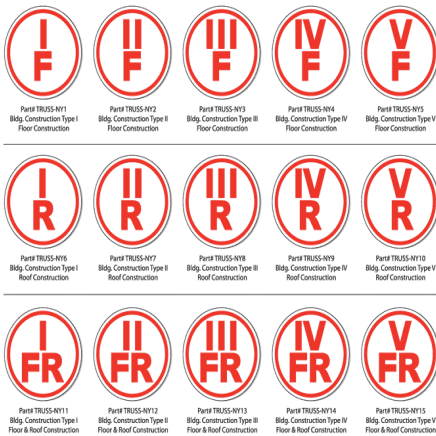 I II III IV V
F F F F F
Part# TRUSS-NY1 Part# TRUSS-NY2 Part# TRUSS-NY3 Part# TRUSS-NY4 Part# TRUSS-NY5
Bldg. Construction Type I Bldg. Construction Type II Bldg. Construction Type III Bldg. Construction Type IV Bldg. Construction Type V
Floor Construction Floor Construction Floor Construction Floor Construction Floor Construction
I II III IV V
R R R R R
Part# TRUSS-NY6 Part# TRUSS-NY7 Part# TRUSS-NY8 Part# TRUSS-NY9 Part# TRUSS-NY10
Bldg. Construction Type I Bldg. Construction Type II Bldg. Construction Type III Bldg. Construction Type IV Bldg. Construction Type V
Roof Construction Roof Construction Roof Construction Roof Construction Roof Construction
I II III IV V
FR FR FR FR FR
Part# TRUSS-NY11 Part# TRUSS-NY12 Part# TRUSS-NY13 Part# TRUSS-NY14 Part# TRUSS-NY15
Bldg. Construction Type I Bldg. Construction Type II Bldg. Construction Type III Bldg. Construction Type IV Bldg. Construction Type V
Floor & Roof Construction Floor & Roof Construction Floor & Roof Construction Floor & Roof Construction Floor & Roof Construction